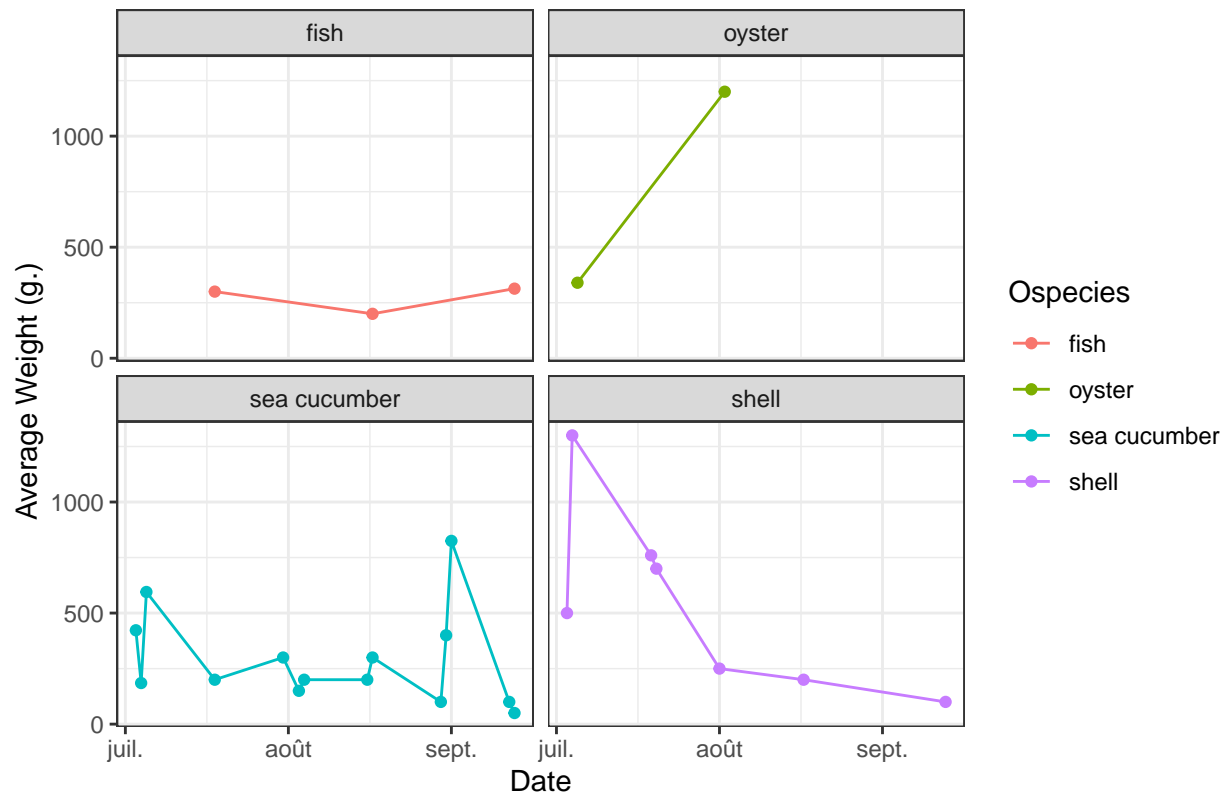 fish
oyster
1000
500
0
Average Weight (g.)
sea cucumber
shell
1000
500
0
juil.
août
sept.
juil.
août
sept.
Date
Ospecies
fish
oyster
sea cucumber
shell